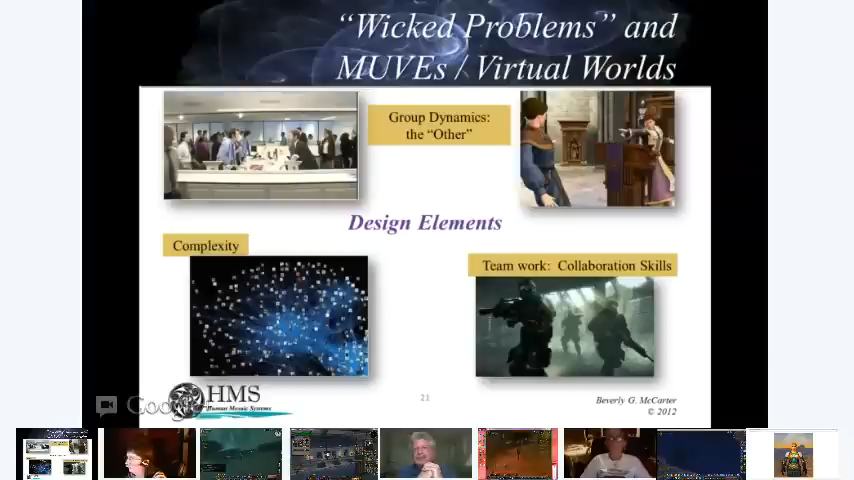 “Wicked Problems” and
MUVEs / Virtual Worlds
Group Dynamics:
the “Other”
Design Elements
Complexity
Team work: Collaboration Skills
HMS
Human Mosaic Systems
21
Beverly G. McCarter
© 2012